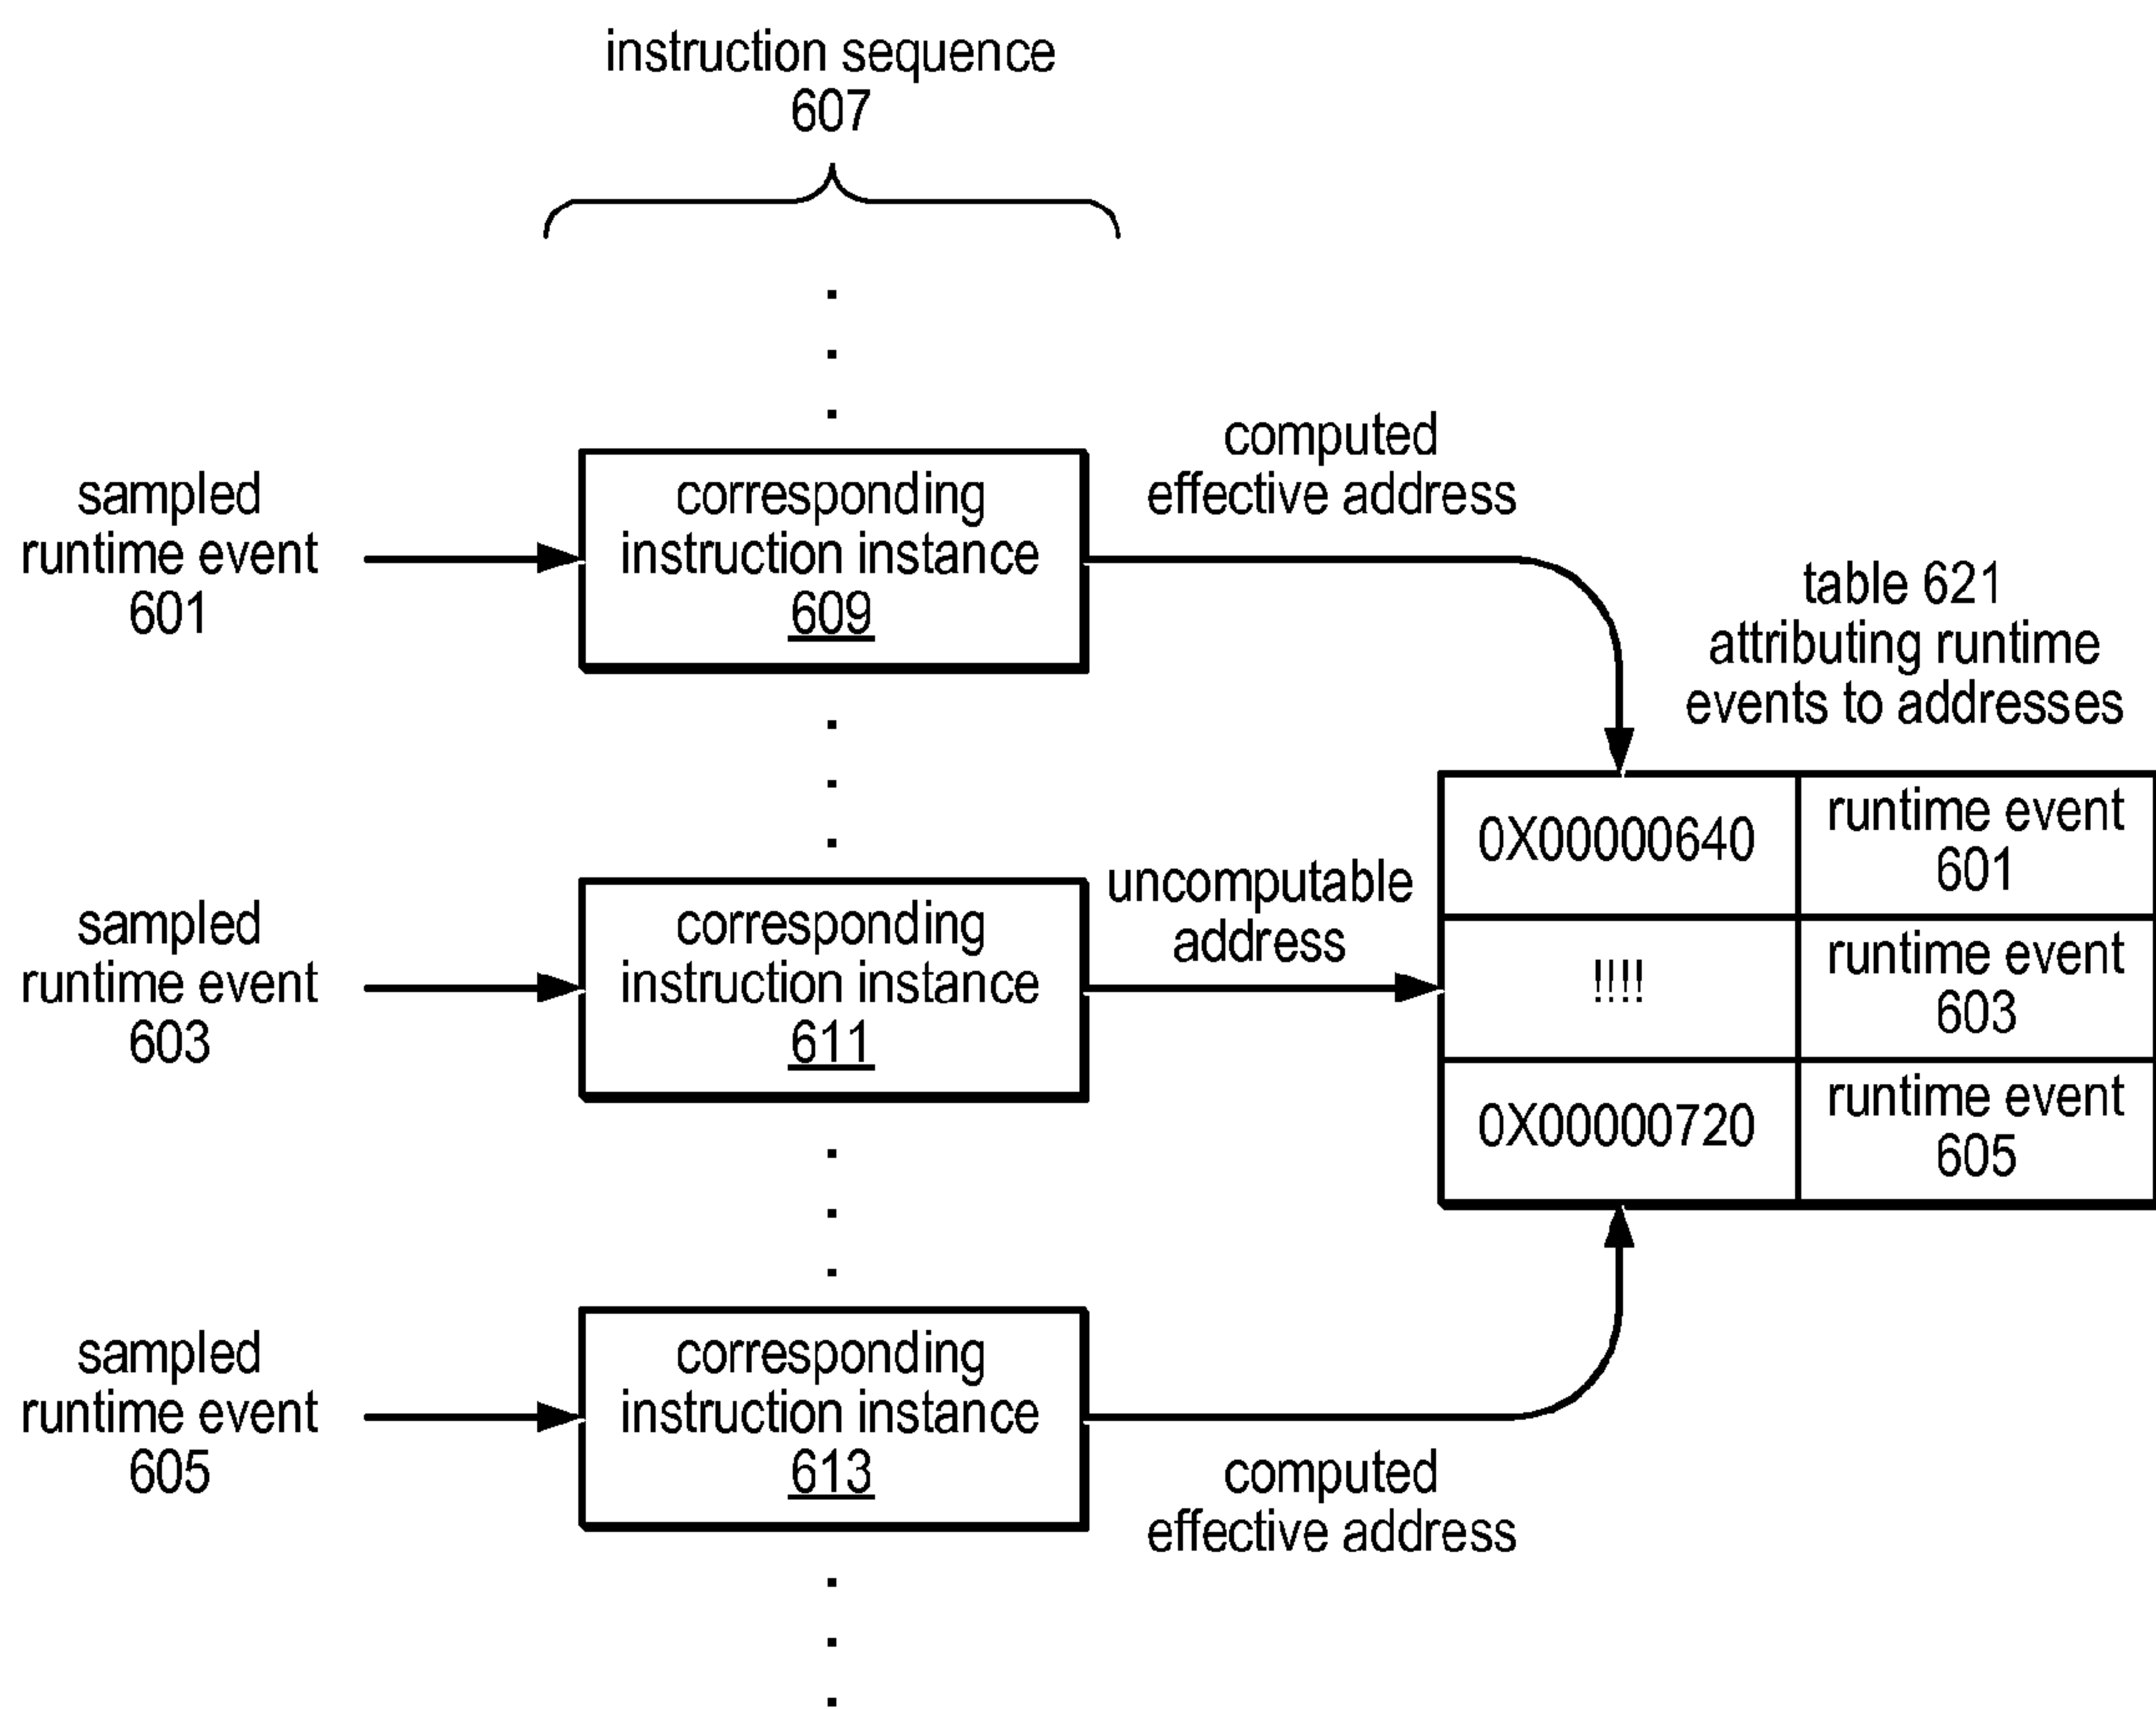 instruction sequence
607
sampled
runtime event
601
corresponding
instruction instance
609
computed
effective address
table 621
attributing runtime
events to addresses
0X00000640
runtime event
601
sampled
runtime event
603
corresponding
instruction instance
611
uncomputable
address
!!!!
runtime event
603
0X00000720
runtime event
605
sampled
runtime event
605
corresponding
instruction instance
613
computed
effective address